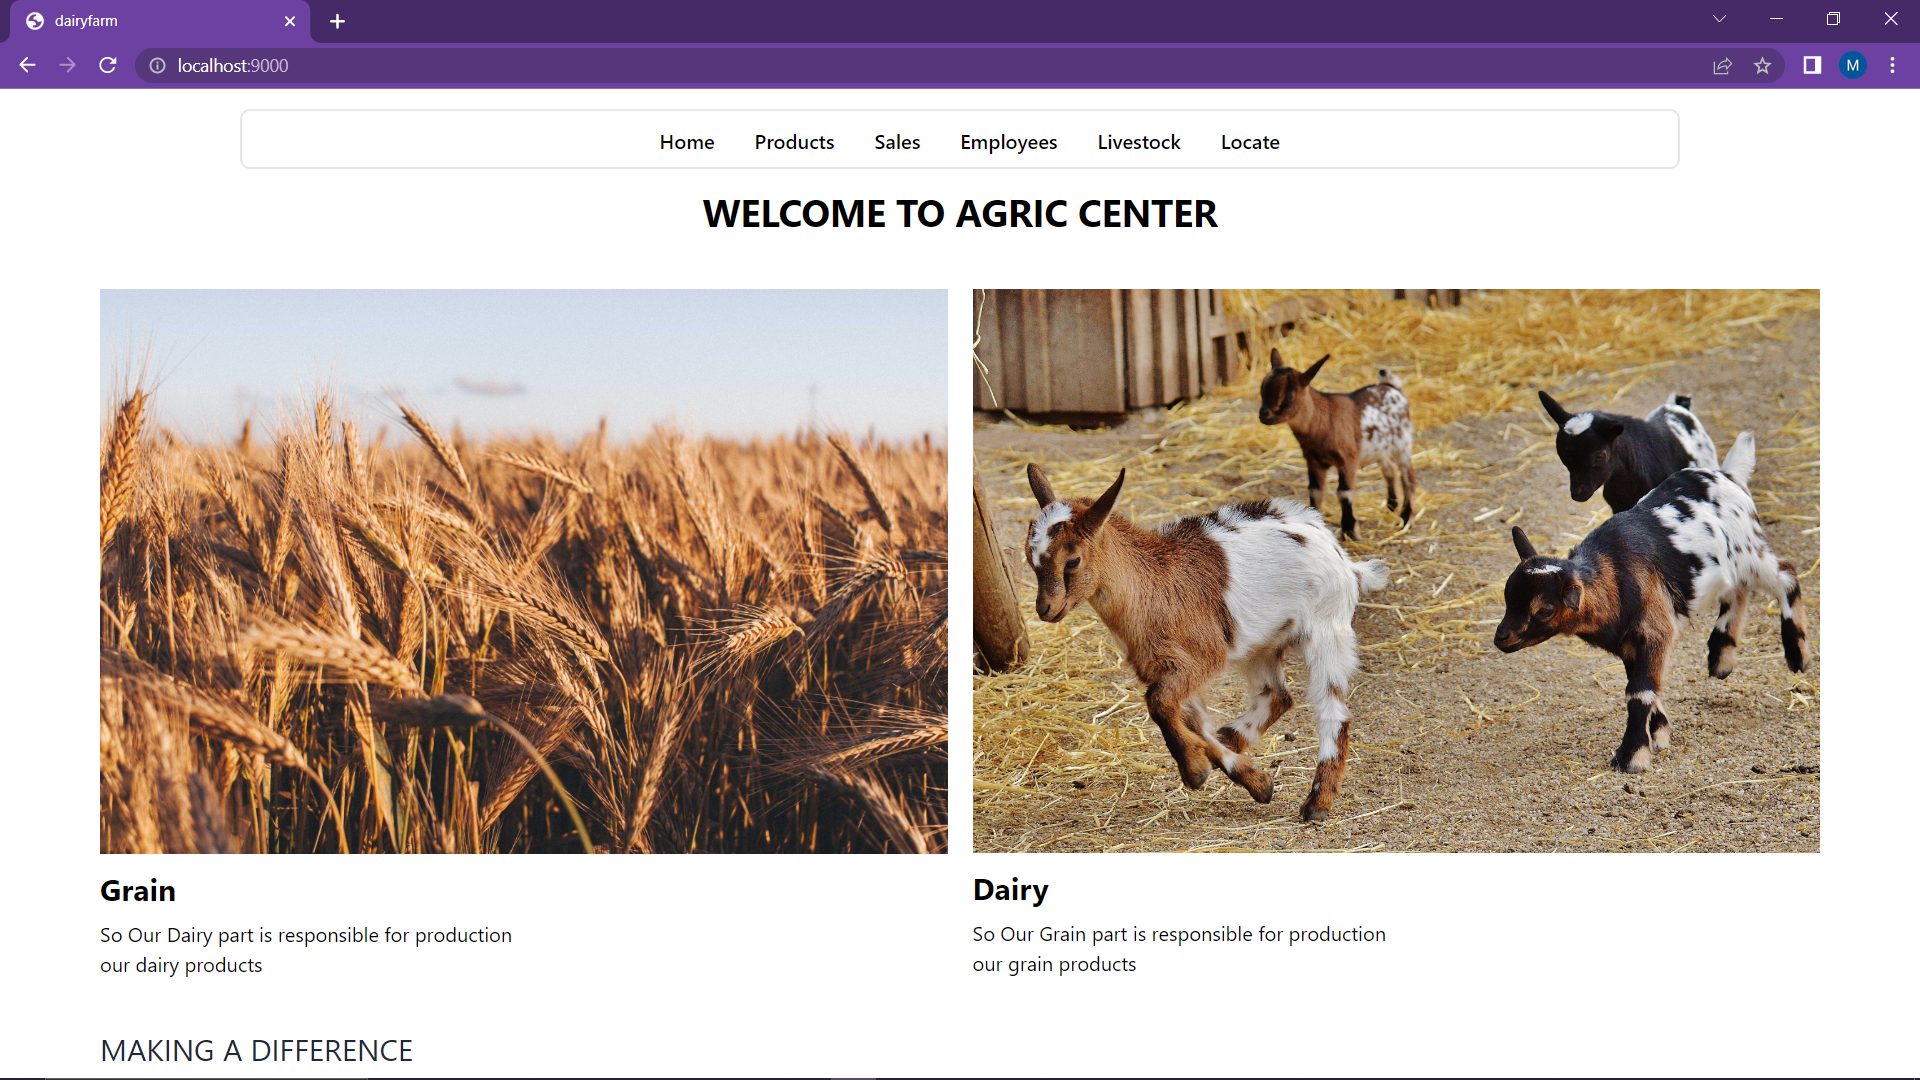 dairyfarm
localhost:9000
M
Home Products Sales Employees Livestock Locate
WELCOME TO AGRIC CENTER
Grain
So Our Dairy part is responsible for production
our dairy products
Dairy
So Our Grain part is responsible for production
our grain products
MAKING A DIFFERENCE